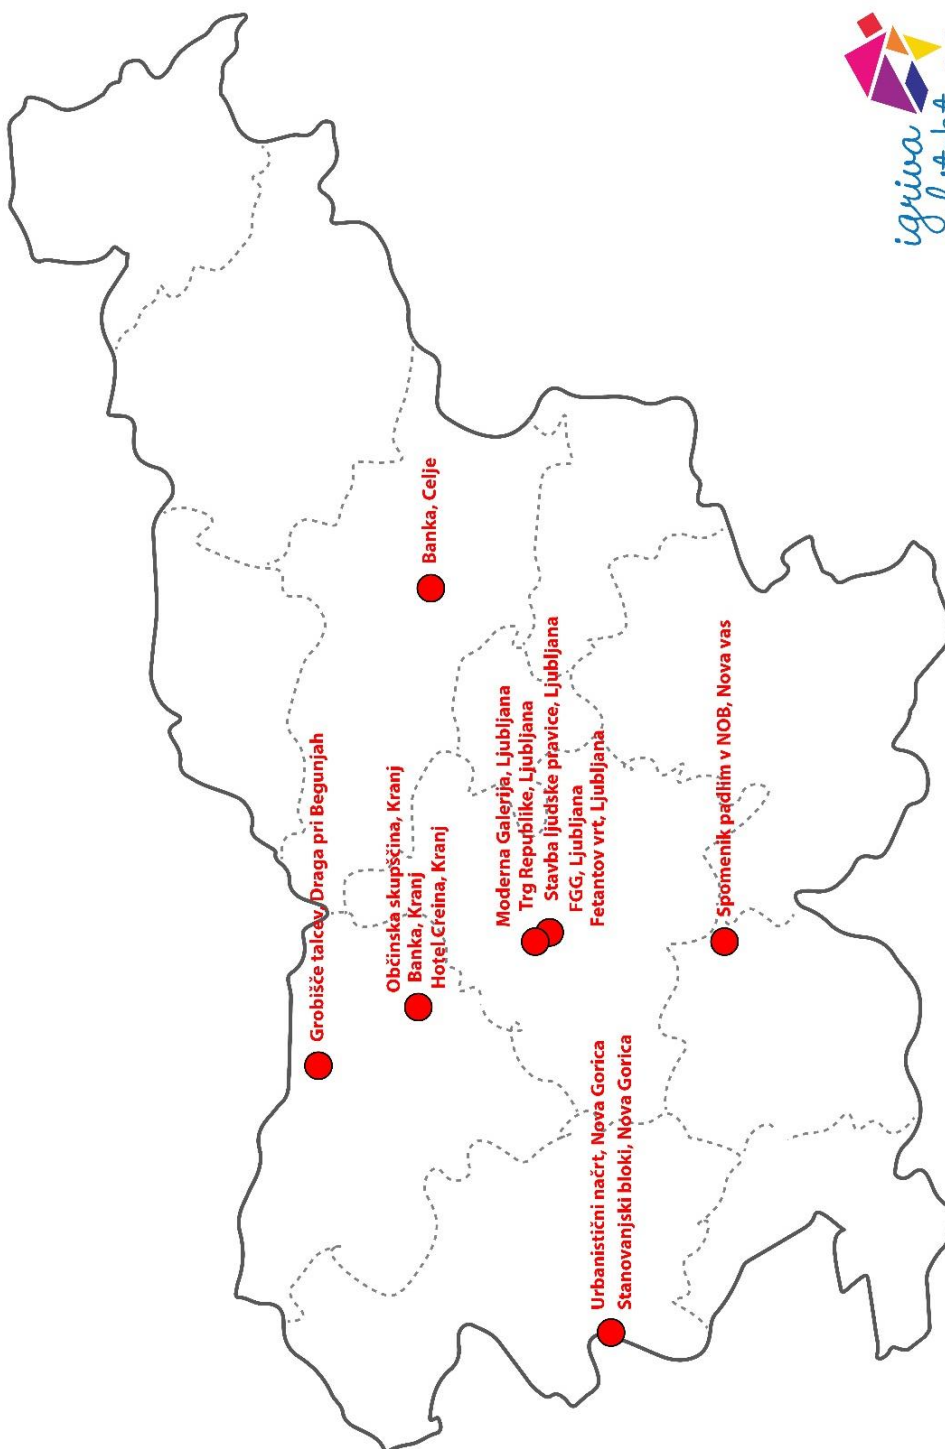 Grobišče talcev, Draga pri Begunjah
Občinska skupščina, Kranj
Banka, Kranj
Hotel Creina, Kranj
Banka, Celje
Moderna Galerija, Ljubljana
Trg Republike, Ljubljana
Stavba ljudske pravice, Ljubljana
FGG, Ljubljana
Fetantov vrt, Ljubljana
Urbanistični načrt, Nova Gorica
Stanovanjski bloki, Nova Gorica
Spomenik padlim v NOB, Nova vas
igriva